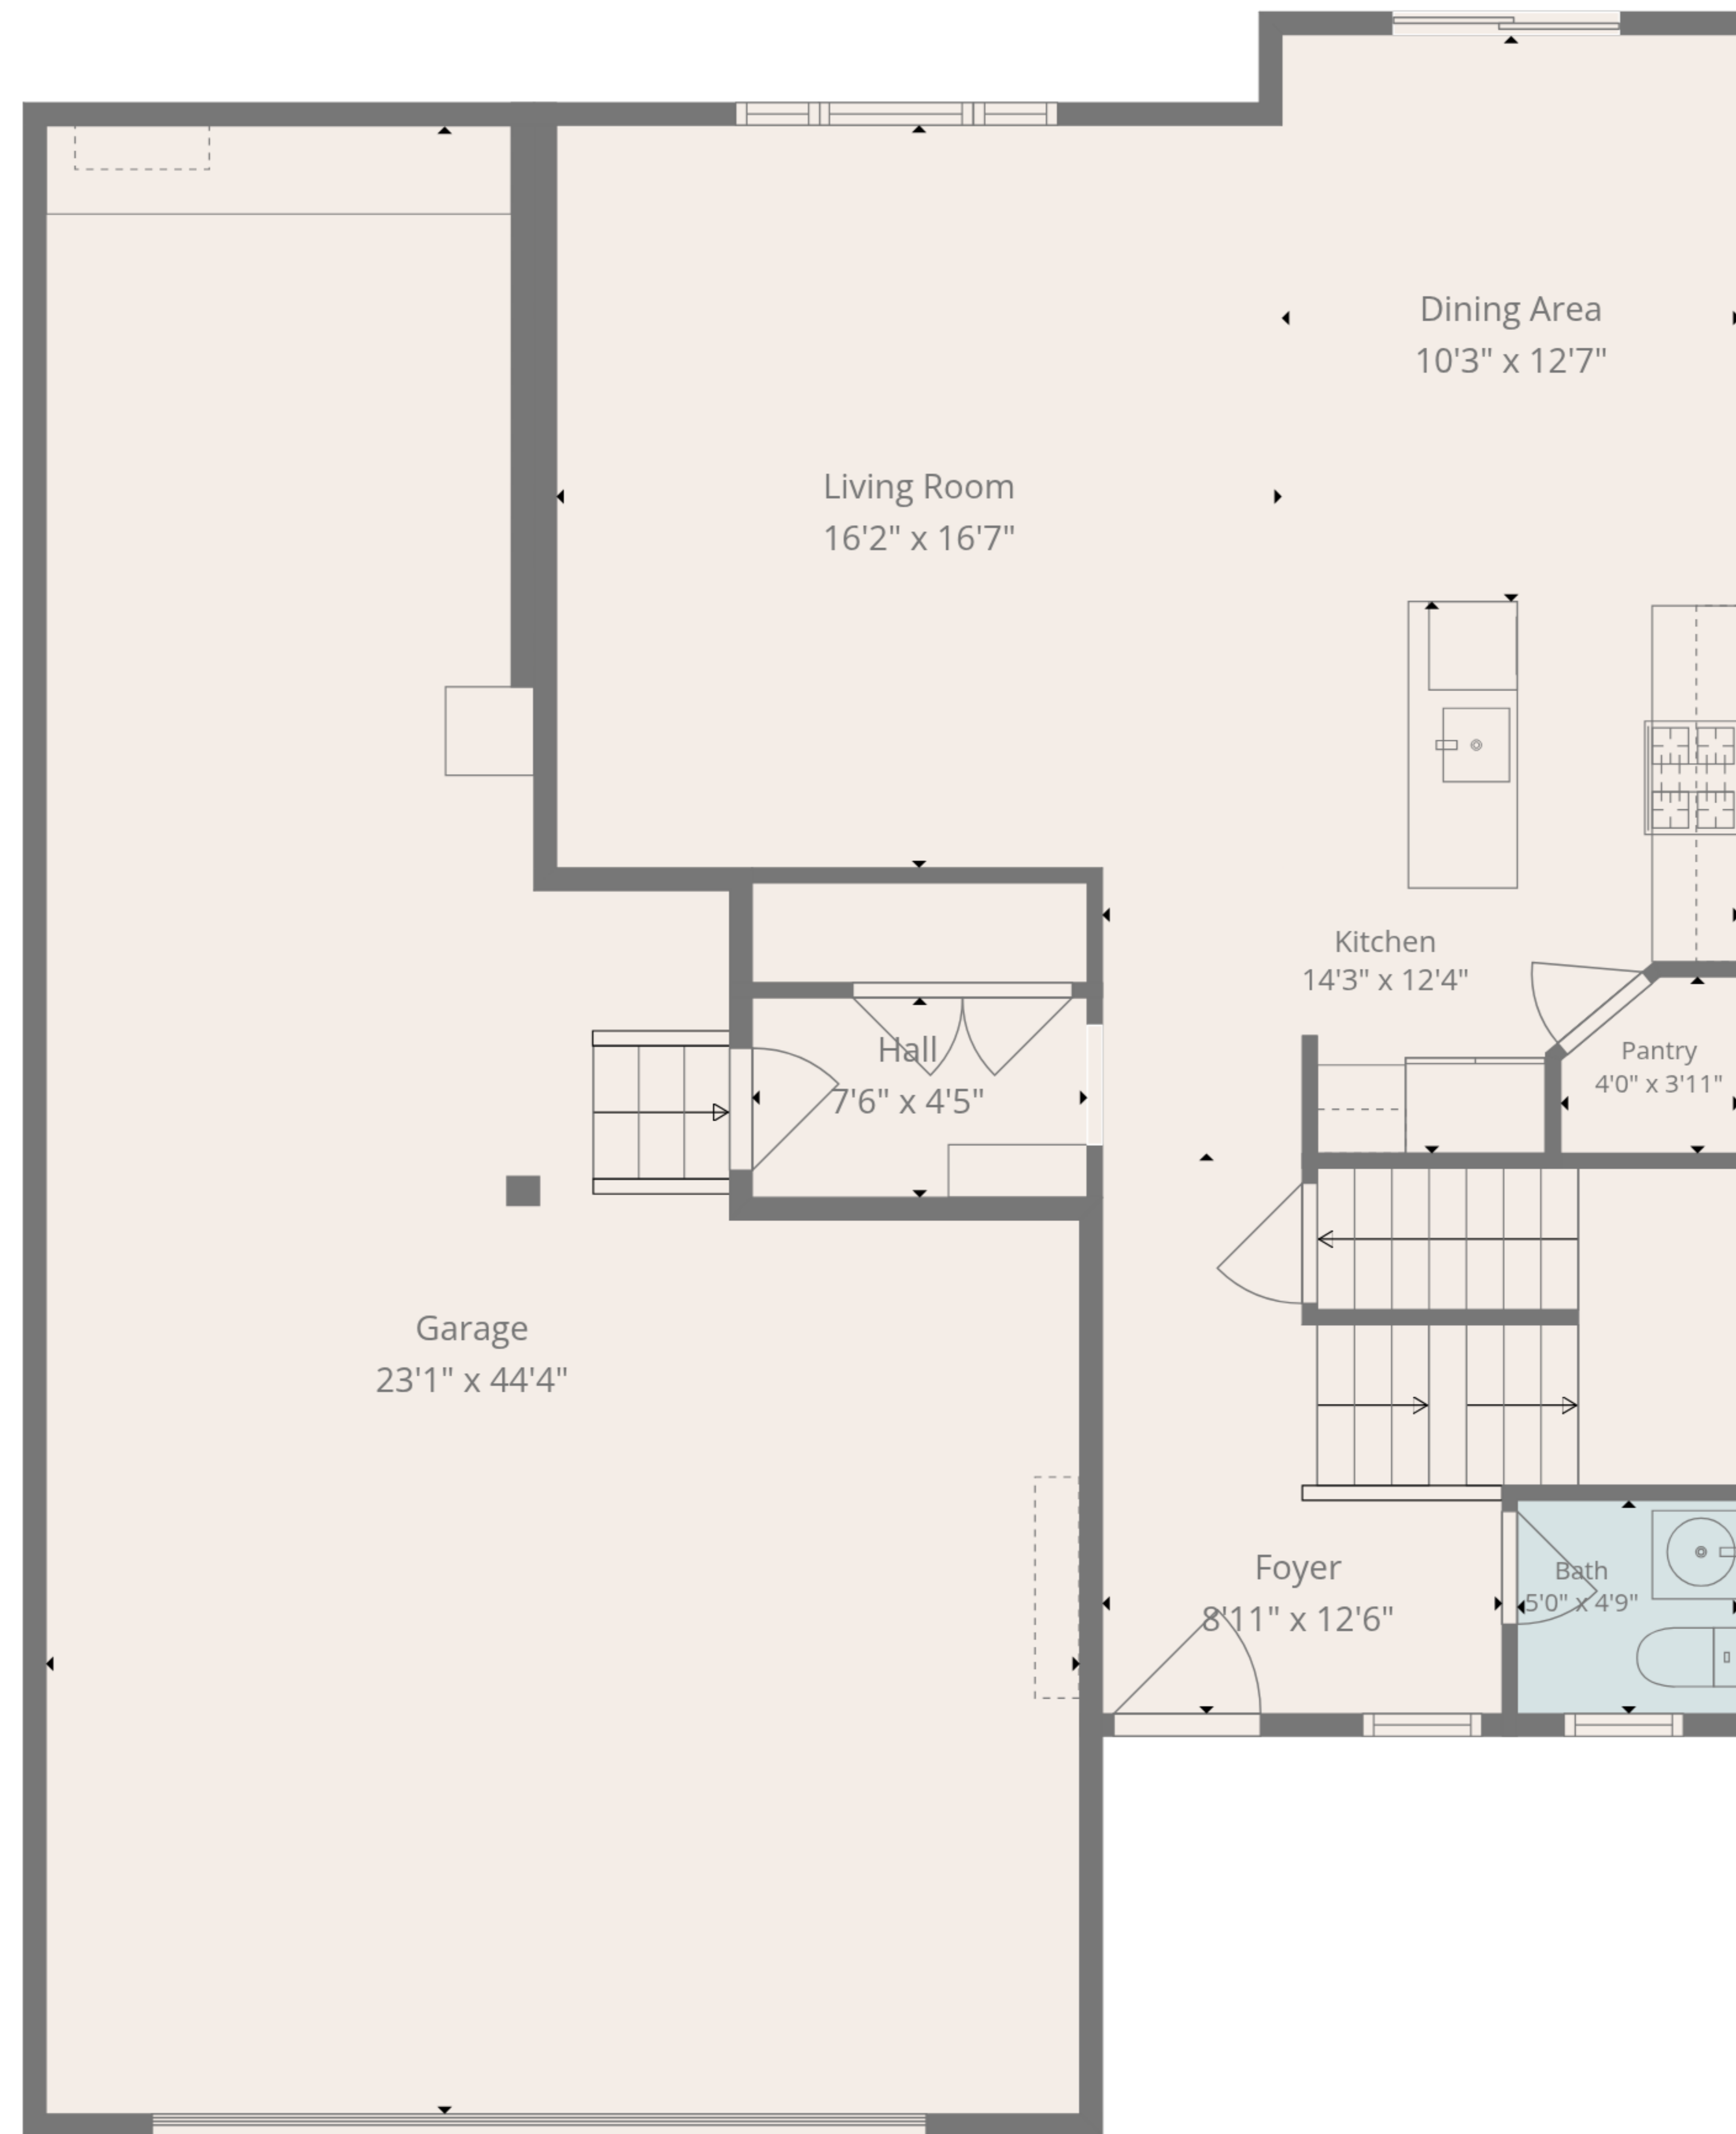 Dining Area
10'3" x 12'7"
Living Room
16'2" x 16'7"
Kitchen
14'3" x 12'4"
Hall
7'6" x 4'5"
Pantry
4'0" x 3'11"
Garage
23'1" x 44'4"
Foyer
8'11" x 12'6"
Bath
5'0" x 4'9"